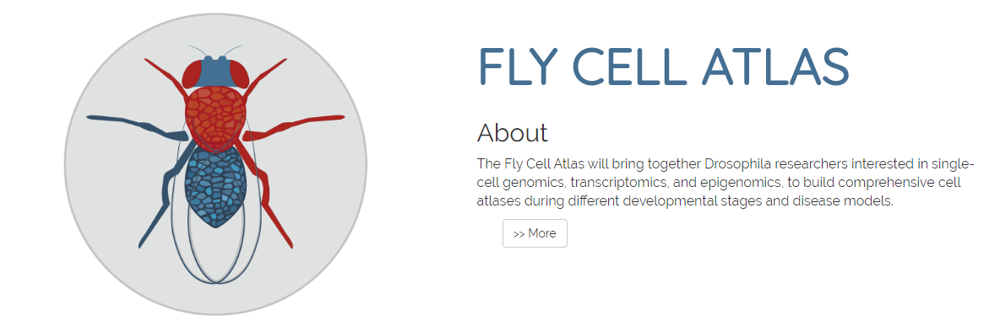 FLY CELL ATLAS
About
The Fly Cell Atlas will bring together Drosophila researchers interested in single-
cell genomics, transcriptomics, and epigenomics, to build comprehensive cell
atlases during different developmental stages and disease models.
>> More